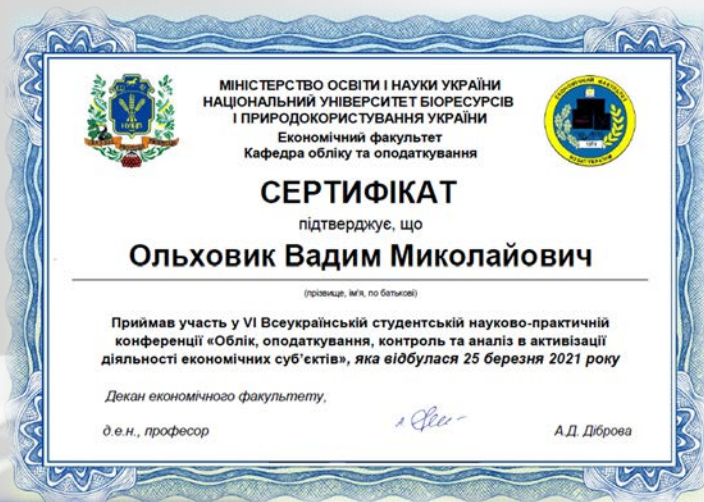 МІНІСТЕРСТВО ОСВІТИ І НАУКИ УКРАЇНИ
НАЦІОНАЛЬНИЙ УНІВЕРСИТЕТ БІОРЕСУРСІВ
І ПРИРОДОКОРИСТУВАННЯ УКРАЇНИ
Економічний факультет
Кафедра обліку та оподаткування
СЕРТИФІКАТ
підтверджує, що
Ольховик Вадим Миколайович
(прізвище, ім'я, по батькові)
Приймав участь у VI Всеукраїнській студентській науково-практичній
конференції «Облік, оподаткування, контроль та аналіз в активізації
діяльності економічних суб'єктів», яка відбулася 25 березня 2021 року
Декан економічного факультету,
д.е.н., професор
А.Д. Діброва